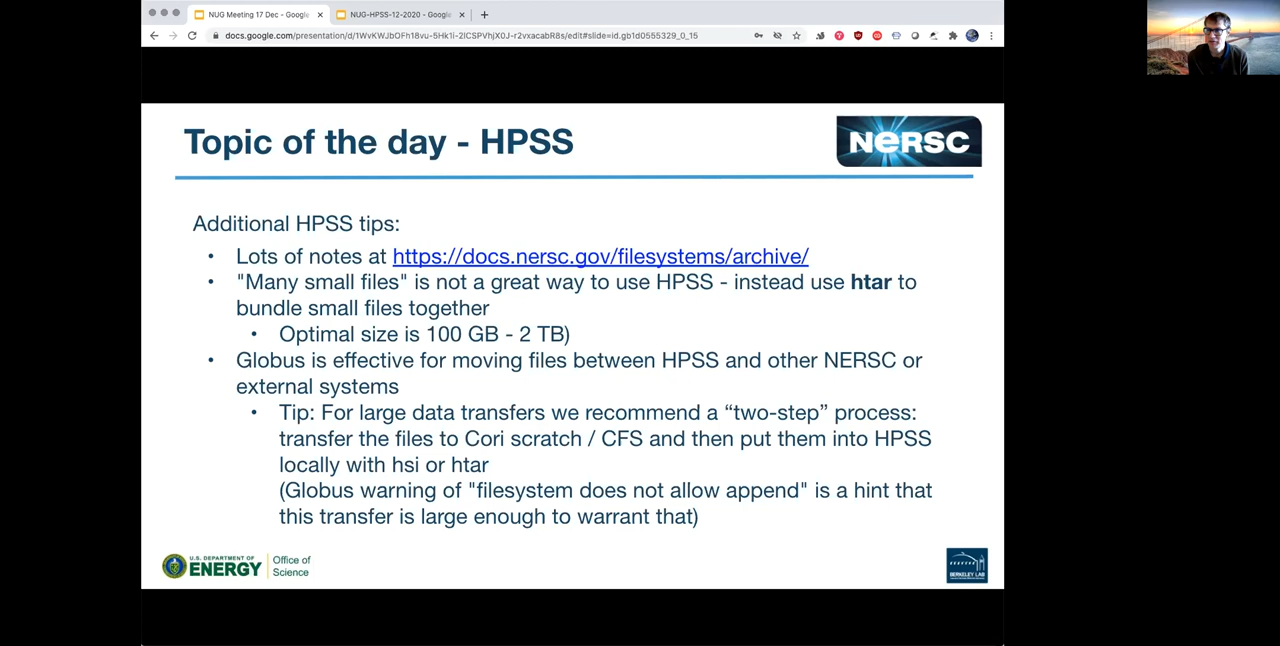 NUG Meeting 17 Dec - Google
NUG-HPSS-12-2020 - Google
docs.google.com/presentation/d/1WvKWJbOFh18vu-5Hk1i-2lCSPVhjX0J-r2vxacabR8s/edit#slide=id.gb1d0555329_0_15
Topic of the day - HPSS
NERSC
Additional HPSS tips:
• Lots of notes at https://docs.nersc.gov/filesystems/archive/
• "Many small files" is not a great way to use HPSS - instead use htar to
bundle small files together
• Optimal size is 100 GB - 2 TB)
• Globus is effective for moving files between HPSS and other NERSC or
external systems
• Tip: For large data transfers we recommend a “two-step” process:
transfer the files to Cori scratch / CFS and then put them into HPSS
locally with hsi or htar
(Globus warning of "filesystem does not allow append" is a hint that
this transfer is large enough to warrant that)
U.S. DEPARTMENT OF
ENERGY
Office of
Science
BERKELEY LAB